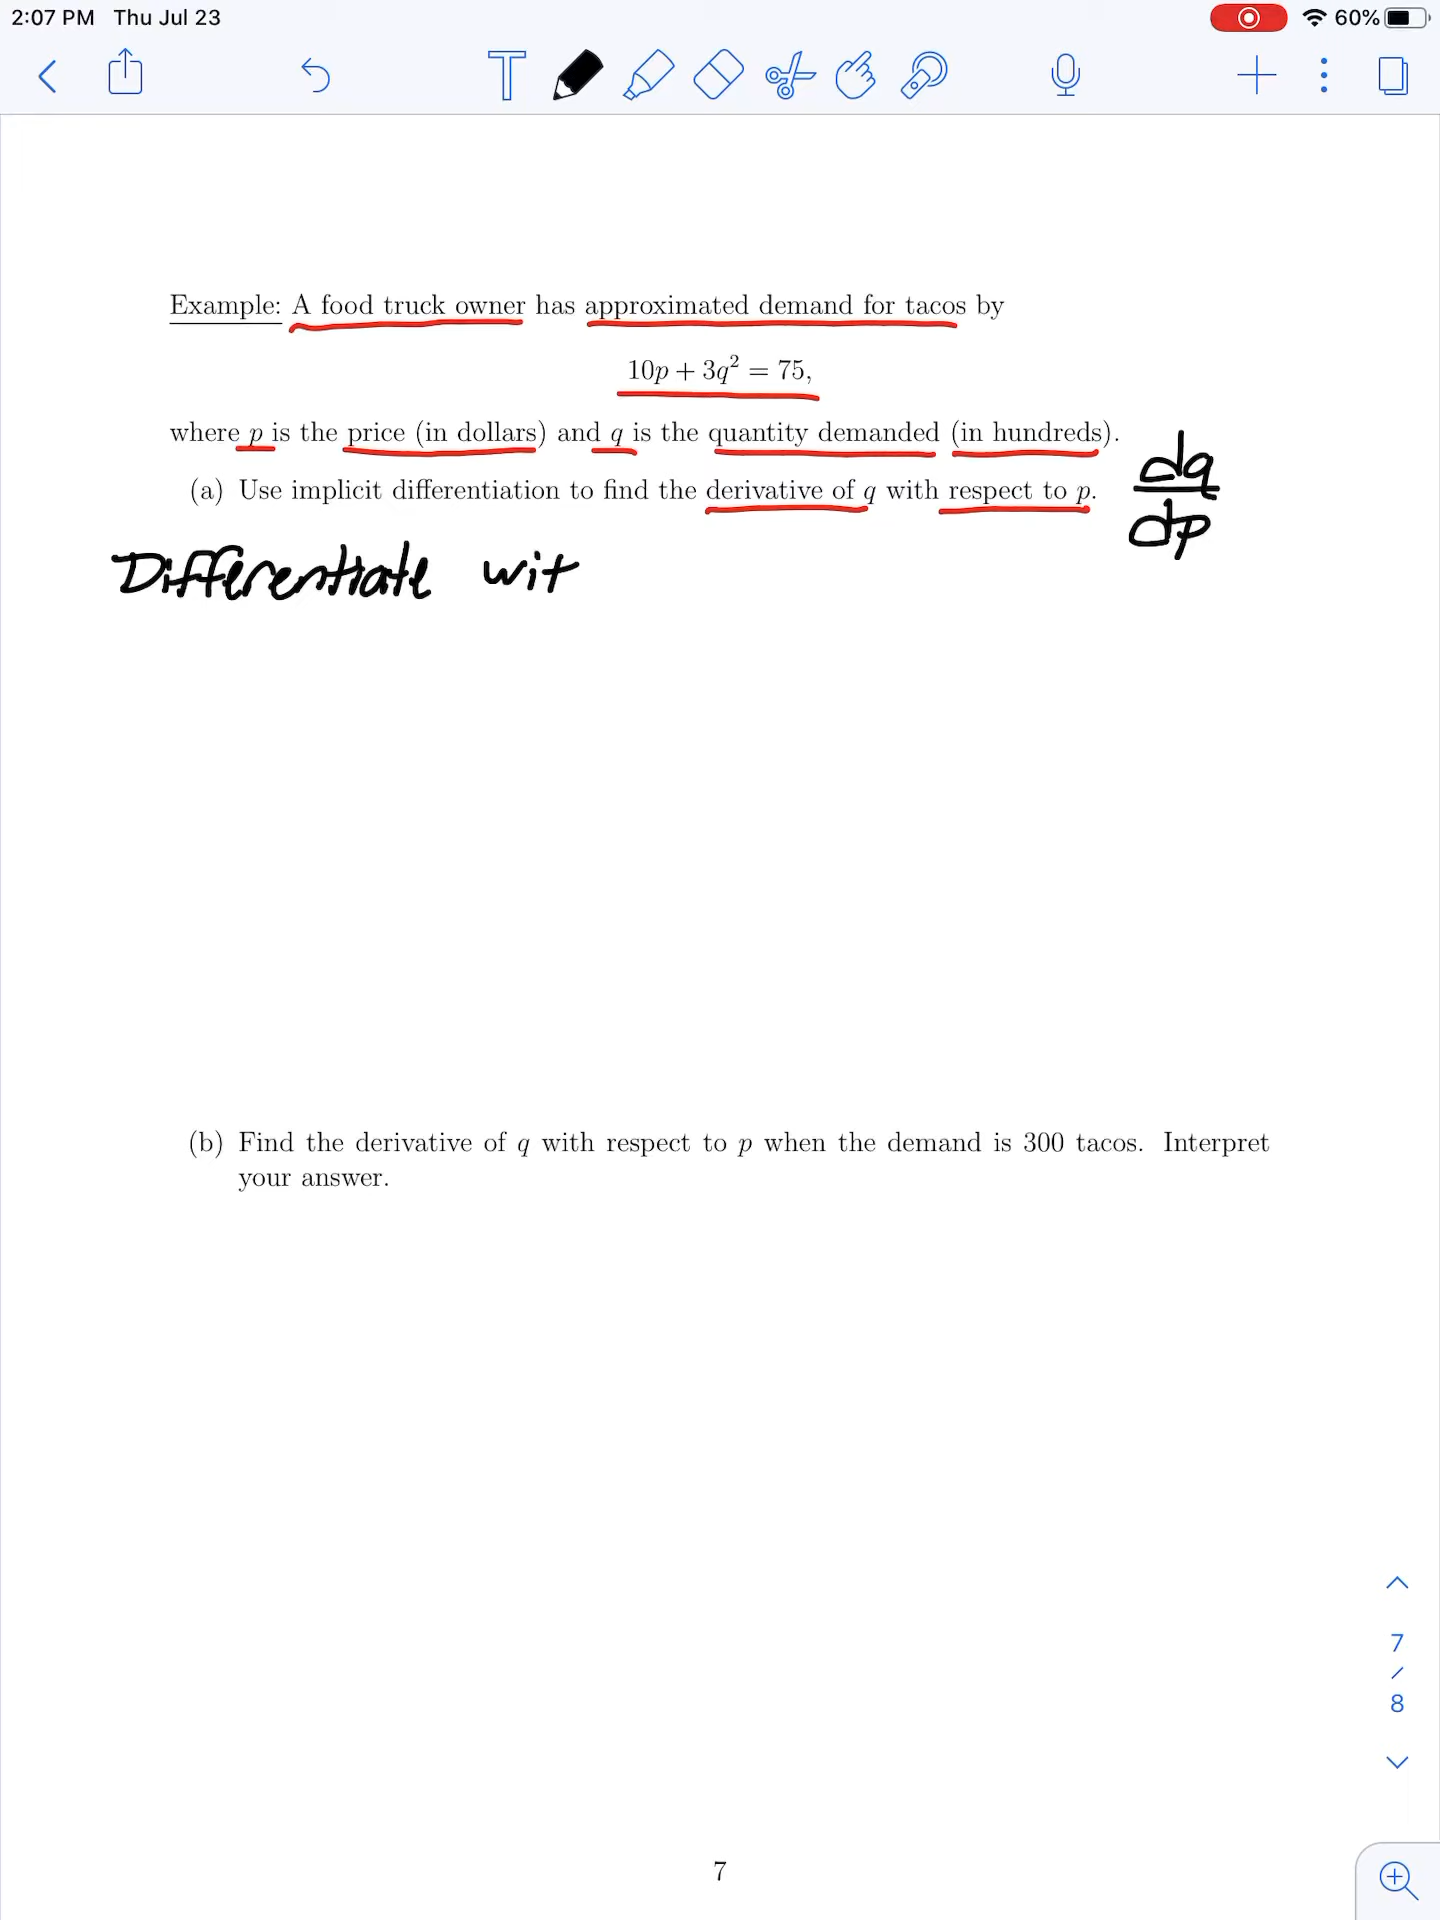 2:07 PM Thu Jul 23 60%
T
Example: A food truck owner has approximated demand for tacos by
10p + 3q² = 75,
where p is the price (in dollars) and q is the quantity demanded (in hundreds).
(a) Use implicit differentiation to find the derivative of q with respect to p.
dq
dp
Differentiate wit
(b) Find the derivative of q with respect to p when the demand is 300 tacos. Interpret
your answer.
7
/
8
7